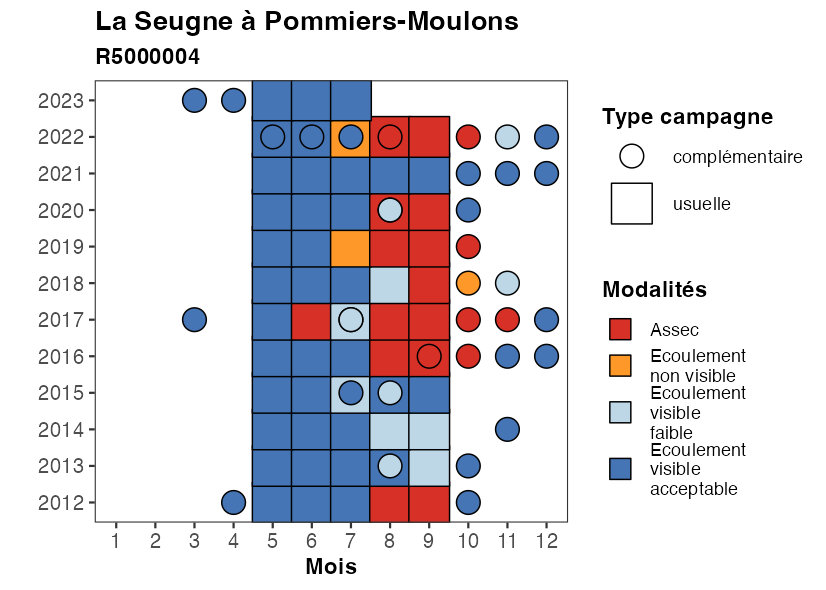 La Seugne à Pommiers-Moulons
R5000004
2023
2022
2021
2020
2019
2018
2017
2016
2015
2014
2013
2012
1 2 3 4 5 6 7 8 9 10 11 12
Mois
Type campagne
complémentaire
usuelle
Modalités
Assec
Ecoulement
non visible
Ecoulement
visible
faible
Ecoulement
visible
acceptable